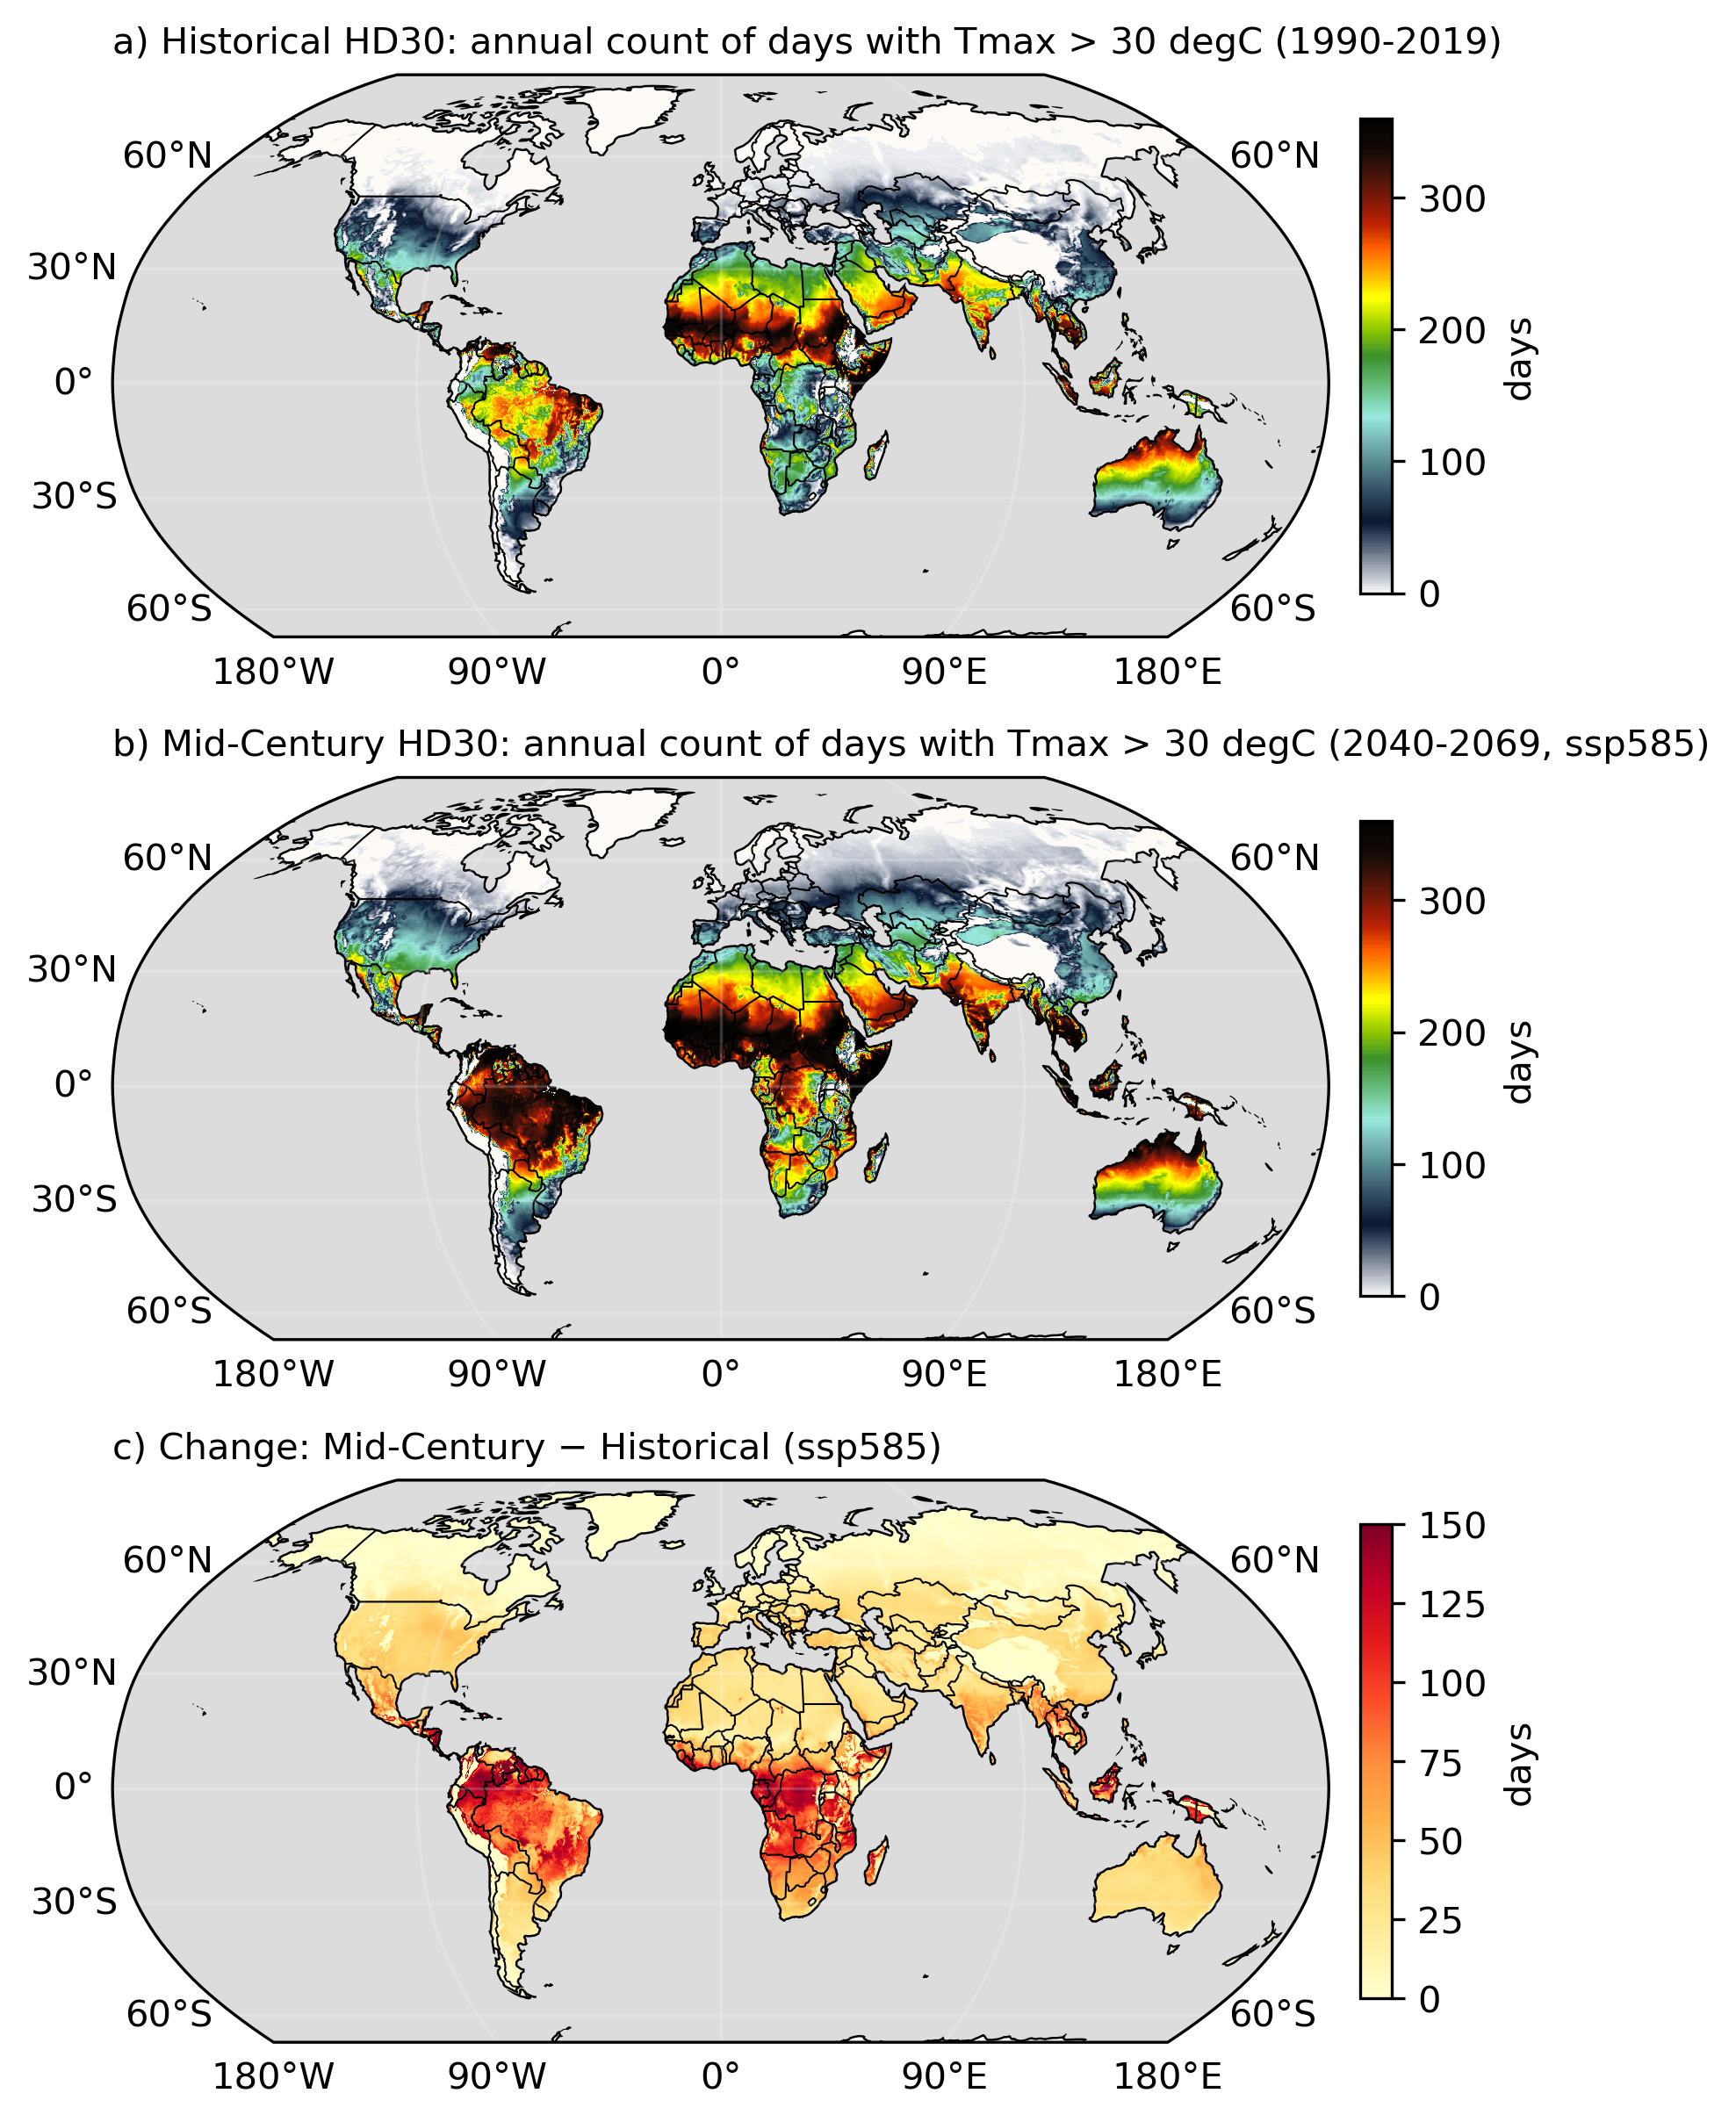 a) Historical HD30: annual count of days with Tmax > 30 degC (1990-2019)
60°N 60°N
30°N
0°
30°S
60°S 60°S
180°W 90°W 0° 90°E 180°E
300
200
100
0
days
b) Mid-Century HD30: annual count of days with Tmax > 30 degC (2040-2069, ssp585)
60°N 60°N
30°N
0°
30°S
60°S 60°S
180°W 90°W 0° 90°E 180°E
300
200
100
0
days
c) Change: Mid-Century − Historical (ssp585)
60°N 60°N
30°N
0°
30°S
60°S 60°S
180°W 90°W 0° 90°E 180°E
150
125
100
75
50
25
0
days